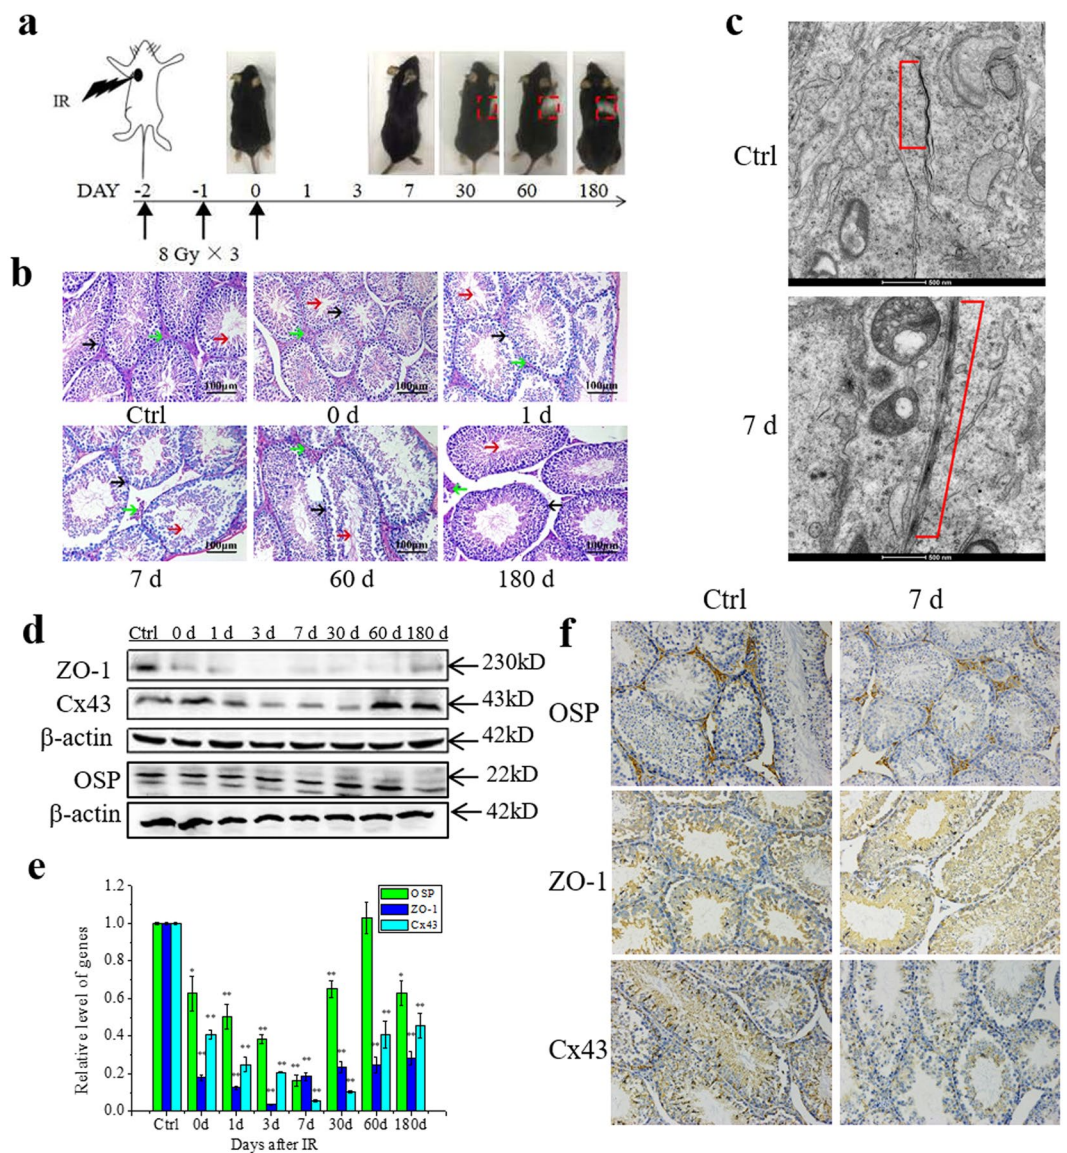 a
IR
DAY -2 -1 0 1 3 7 30 60 180
8 Gy × 3
b
100μm 100μm 100μm
Ctrl 0 d 1 d
100μm 100μm 100μm
7 d 60 d 180 d
c
Ctrl
500 nm
7 d
500 nm
d
Ctrl 0 d 1 d 3 d 7 d 30 d 60 d 180 d
ZO-1 230kD
Cx43 43kD
β-actin 42kD
OSP 22kD
β-actin 42kD
e
Relative level of genes
1.2
1.0
0.8
0.6
0.4
0.2
0.0
OSP
ZO-1
Cx43
* ** ** ** ** ** ** ** ** ** ** ** ** ** ** ** ** ** * ** **
Ctrl 0d 1d 3d 7d 30d 60d 180d
Days after IR
f
Ctrl 7 d
OSP
ZO-1
Cx43